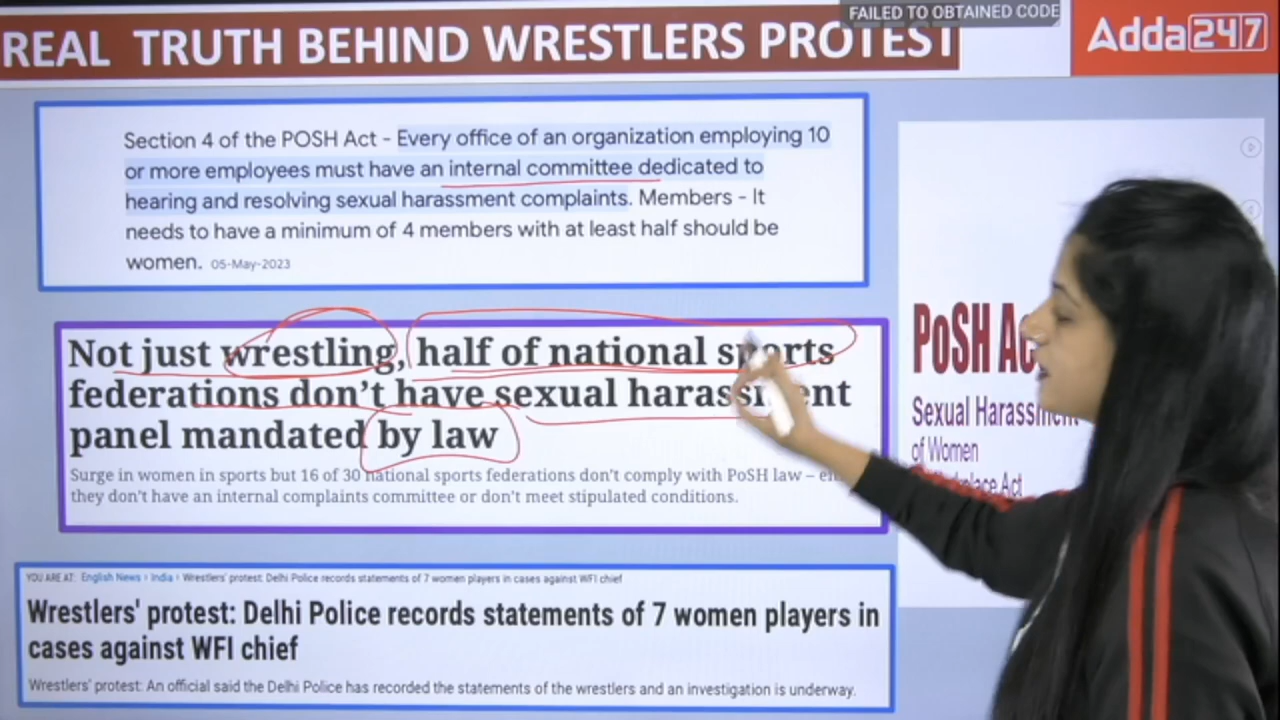 FAILED TO OBTAINED CODE
REAL TRUTH BEHIND WRESTLERS PROTEST
Adda247
Section 4 of the POSH Act - Every office of an organization employing 10
or more employees must have an internal committee dedicated to
hearing and resolving sexual harassment complaints. Members - It
needs to have a minimum of 4 members with at least half should be
women. 05-May-2023
Not just wrestling, half of national sports
federations don't have sexual harassment
panel mandated by law
Surge in women in sports but 16 of 30 national sports federations don't comply with PoSH law –
they don't have an internal complaints committee or don't meet stipulated conditions.
PoSH
Sexual Harassment
of Women
Act
YOU ARE AT: English News › India › Wrestlers' protest: Delhi Police records statements of 7 women players in cases against WFI chief
Wrestlers' protest: Delhi Police records statements of 7 women players in
cases against WFI chief
Wrestlers' protest: An official said the Delhi Police has recorded the statements of the wrestlers and an investigation is underway.